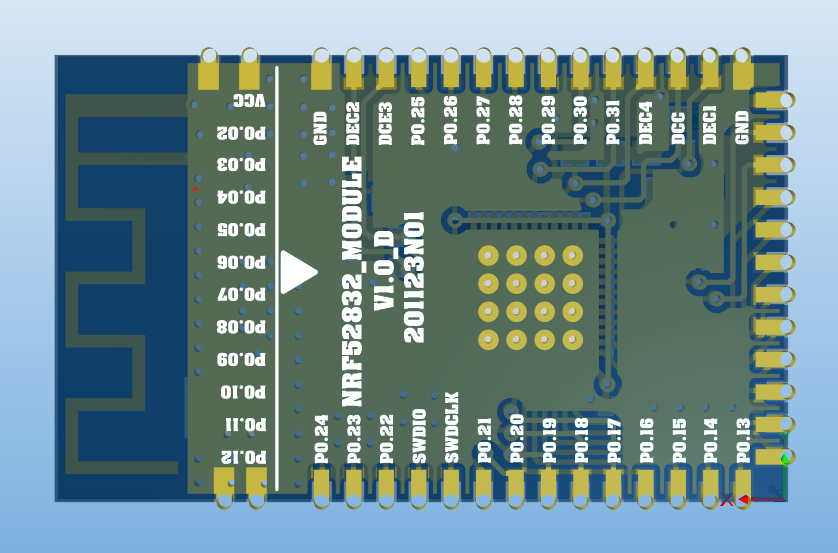 GND
DEC2
DCE3
P0.25
P0.26
P0.27
P0.28
P0.29
P0.30
P0.31
DEC4
DCC
DEC1
GND
VCC
P0.02
P0.03
P0.04
P0.05
P0.06
P0.07
P0.08
P0.09
P0.10
P0.11
P0.12
NRF52832_MODULE
V1.0_D
201123N01
P0.24
P0.23
P0.22
SWDIO
SWDCLK
P0.21
P0.20
P0.19
P0.18
P0.17
P0.16
P0.15
P0.14
P0.13
X